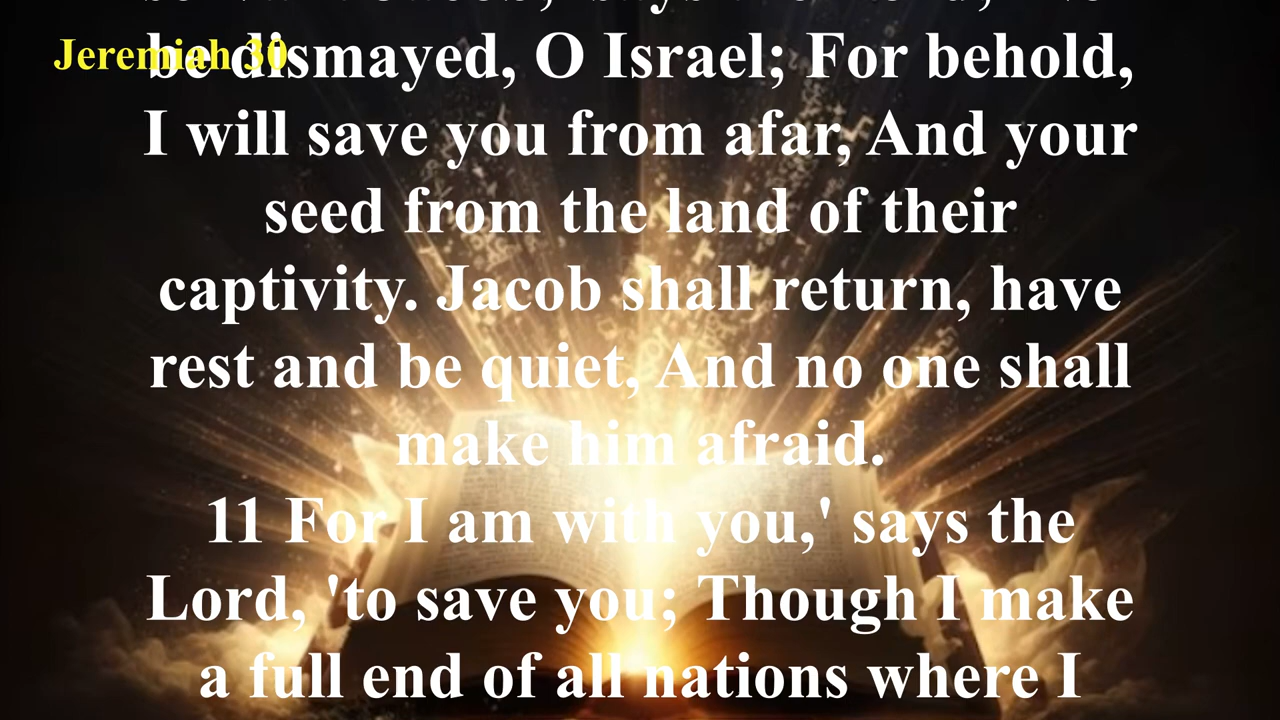 Jeremiah 30
be dismayed, O Israel; For behold,
I will save you from afar, And your
seed from the land of their
captivity. Jacob shall return, have
rest and be quiet, And no one shall
make him afraid.
11 For I am with you,' says the
Lord, 'to save you; Though I make
a full end of all nations where I